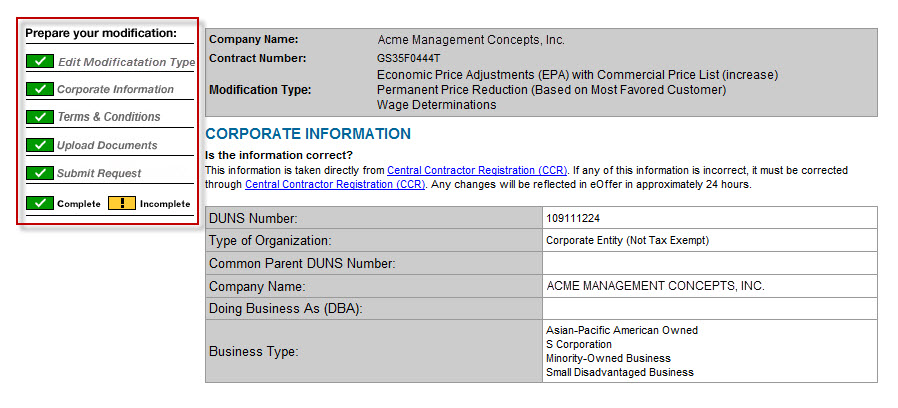 Prepare your modification:
Edit Modificatation Type
Corporate Information
Terms & Conditions
Upload Documents
Submit Request
Complete ! Incomplete
Company Name: Acme Management Concepts, Inc.
Contract Number: GS35F0444T
Modification Type: Economic Price Adjustments (EPA) with Commercial Price List (increase)
Permanent Price Reduction (Based on Most Favored Customer)
Wage Determinations
CORPORATE INFORMATION
Is the information correct?
This information is taken directly from Central Contractor Registration (CCR). If any of this information is incorrect, it must be corrected
through Central Contractor Registration (CCR). Any changes will be reflected in eOffer in approximately 24 hours.
DUNS Number: 109111224
Type of Organization: Corporate Entity (Not Tax Exempt)
Common Parent DUNS Number:
Company Name: ACME MANAGEMENT CONCEPTS, INC.
Doing Business As (DBA):
Business Type: Asian-Pacific American Owned
S Corporation
Minority-Owned Business
Small Disadvantaged Business